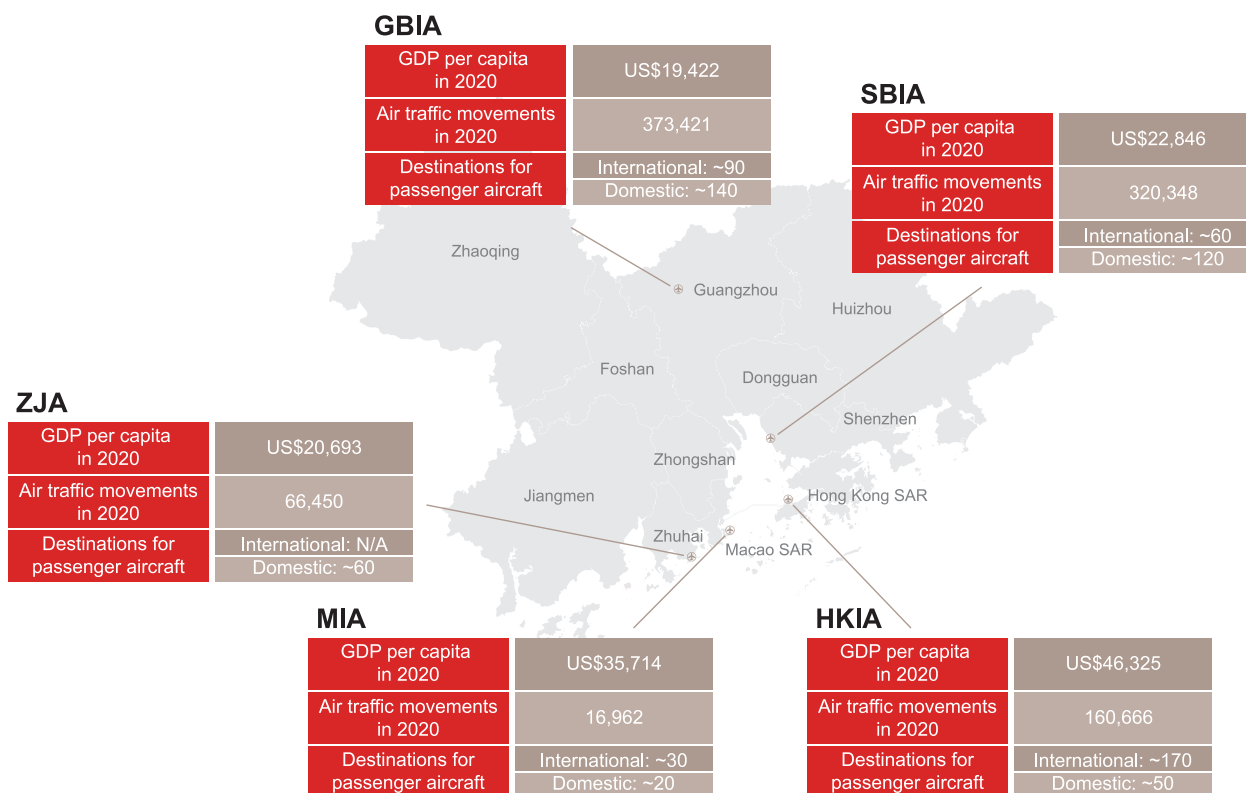 GBIA
GDP per capita
in 2020
US$19,422
Air traffic movements
in 2020
373,421
Destinations for
passenger aircraft
International: ~90
Domestic: ~140
SBIA
GDP per capita
in 2020
US$22,846
Air traffic movements
in 2020
320,348
Destinations for
passenger aircraft
International: ~60
Domestic: ~120
Zhaoqing
Guangzhou
Huizhou
Foshan
Dongguan
Shenzhen
Zhongshan
Jiangmen
Hong Kong SAR
Zhuhai
Macao SAR
ZJA
GDP per capita
in 2020
US$20,693
Air traffic movements
in 2020
66,450
Destinations for
passenger aircraft
International: N/A
Domestic: ~60
MIA
GDP per capita
in 2020
US$35,714
Air traffic movements
in 2020
16,962
Destinations for
passenger aircraft
International: ~30
Domestic: ~20
HKIA
GDP per capita
in 2020
US$46,325
Air traffic movements
in 2020
160,666
Destinations for
passenger aircraft
International: ~170
Domestic: ~50